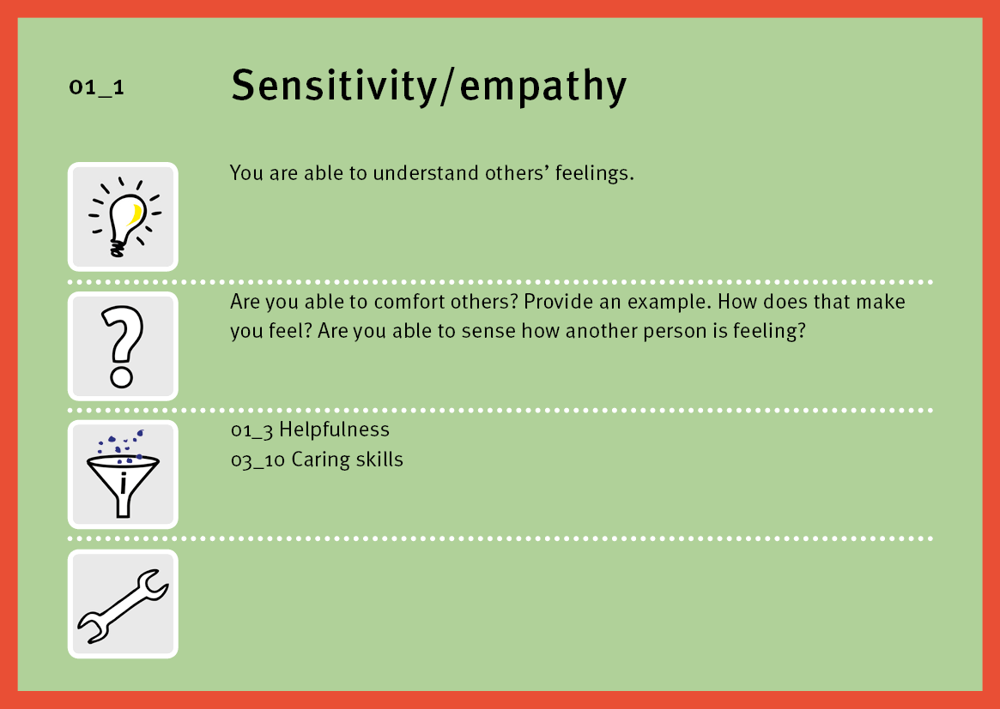 01_1
Sensitivity/empathy
You are able to understand others’ feelings.
Are you able to comfort others? Provide an example. How does that make
you feel? Are you able to sense how another person is feeling?
01_3 Helpfulness
03_10 Caring skills
i